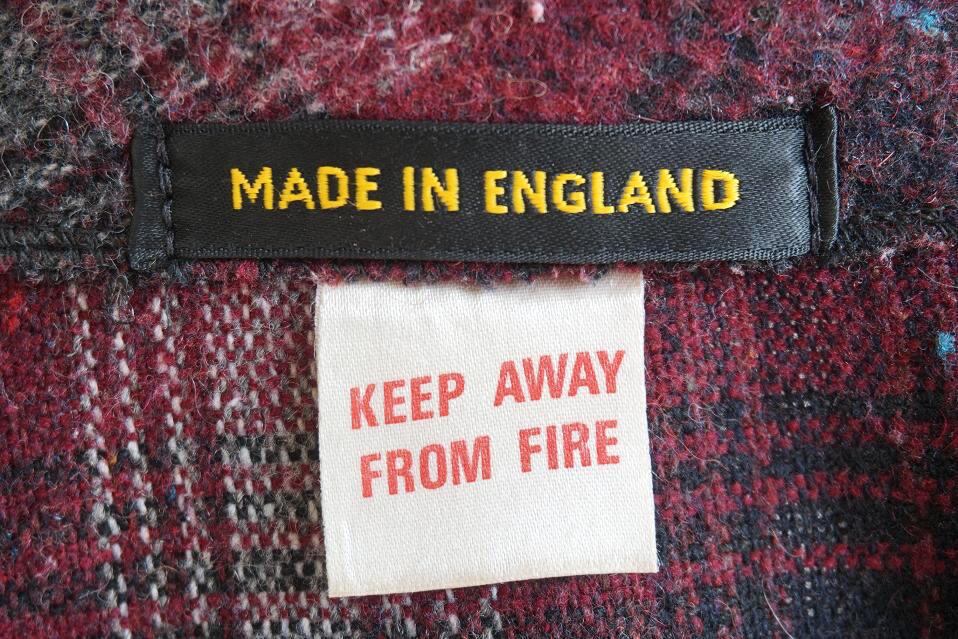 MADE IN ENGLAND
KEEP AWAY
FROM FIRE